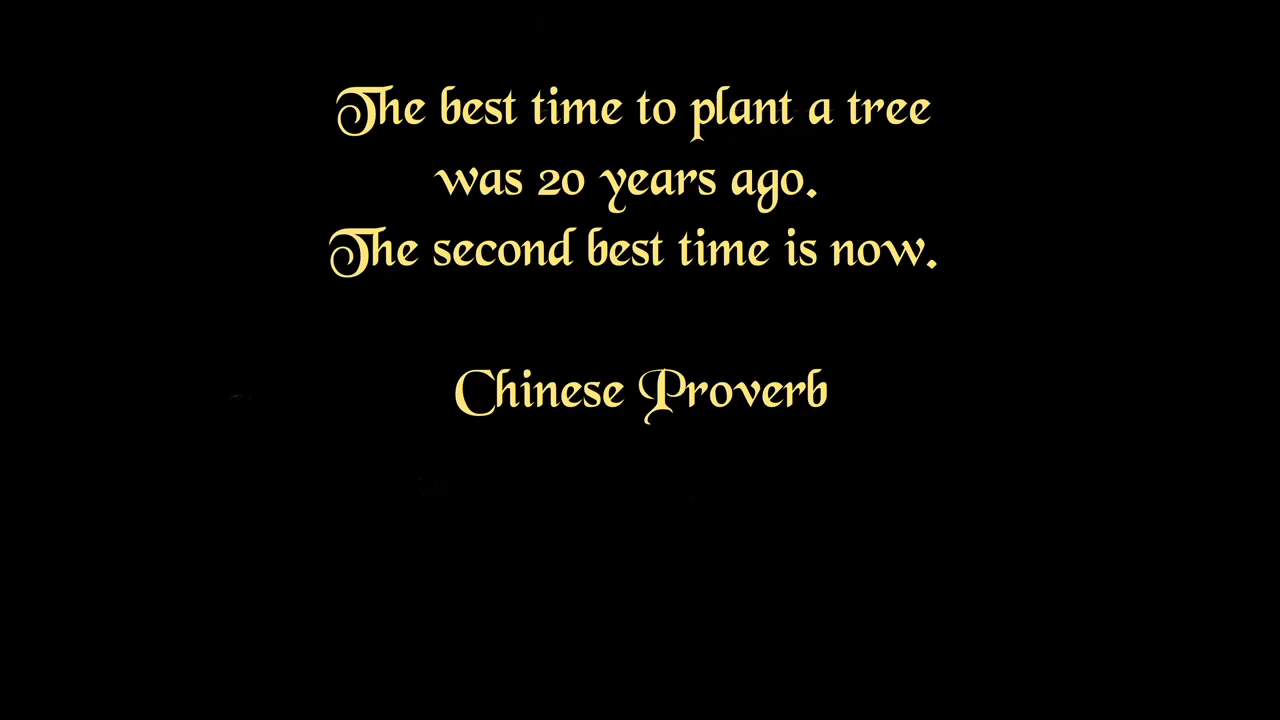 The best time to plant a tree
was 20 years ago.
The second best time is now.
Chinese Proverb